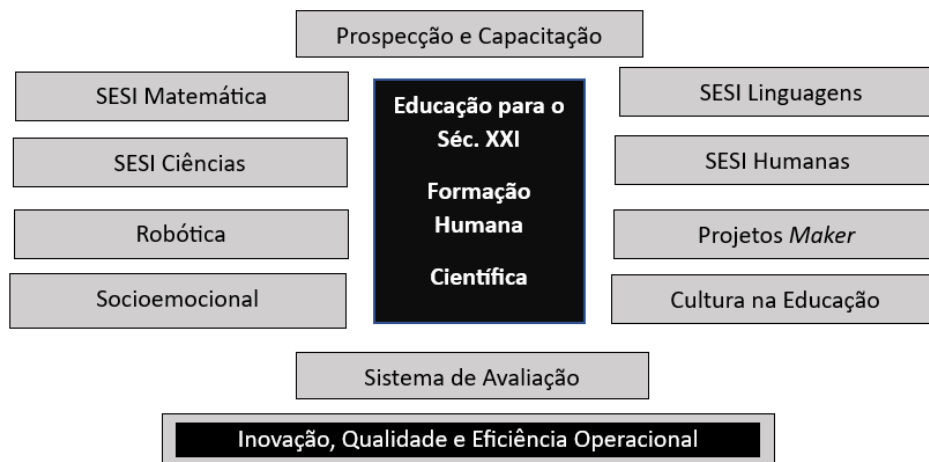 Prospecção e Capacitação
SESI Matemática
SESI Ciências
Robótica
Socioemocional
Educação para o
Séc. XXI
Formação
Humana
Científica
SESI Linguagens
SESI Humanas
Projetos Maker
Cultura na Educação
Sistema de Avaliação
Inovação, Qualidade e Eficiência Operacional